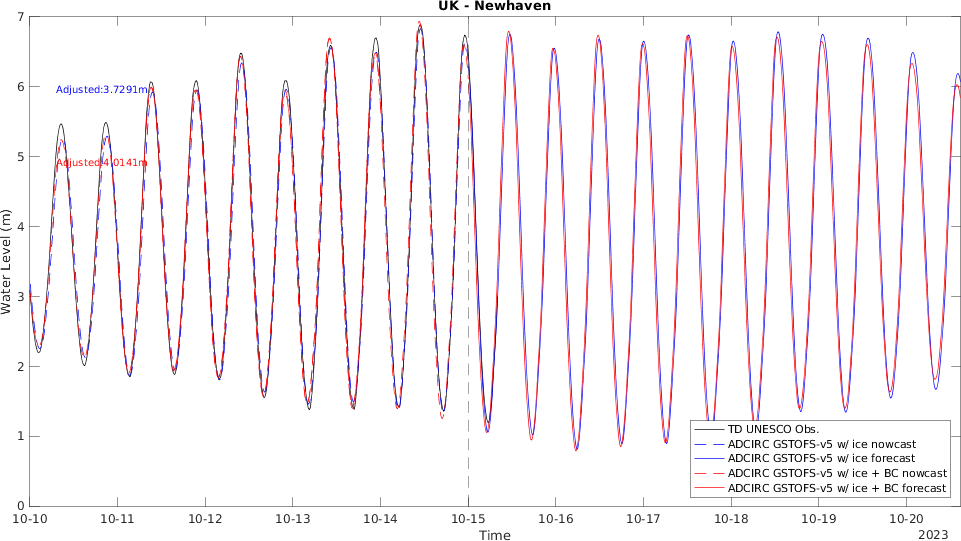 UK - Newhaven
7
6
5
4
3
2
1
0
Water Level (m)
Adjusted:3.7291m
Adjusted:4.0141m
TD UNESCO Obs.
ADCIRC GSTOFS-v5 w/ ice nowcast
ADCIRC GSTOFS-v5 w/ ice forecast
ADCIRC GSTOFS-v5 w/ ice + BC nowcast
ADCIRC GSTOFS-v5 w/ ice + BC forecast
10-10 10-11 10-12 10-13 10-14 10-15 10-16 10-17 10-18 10-19 10-20
Time
2023